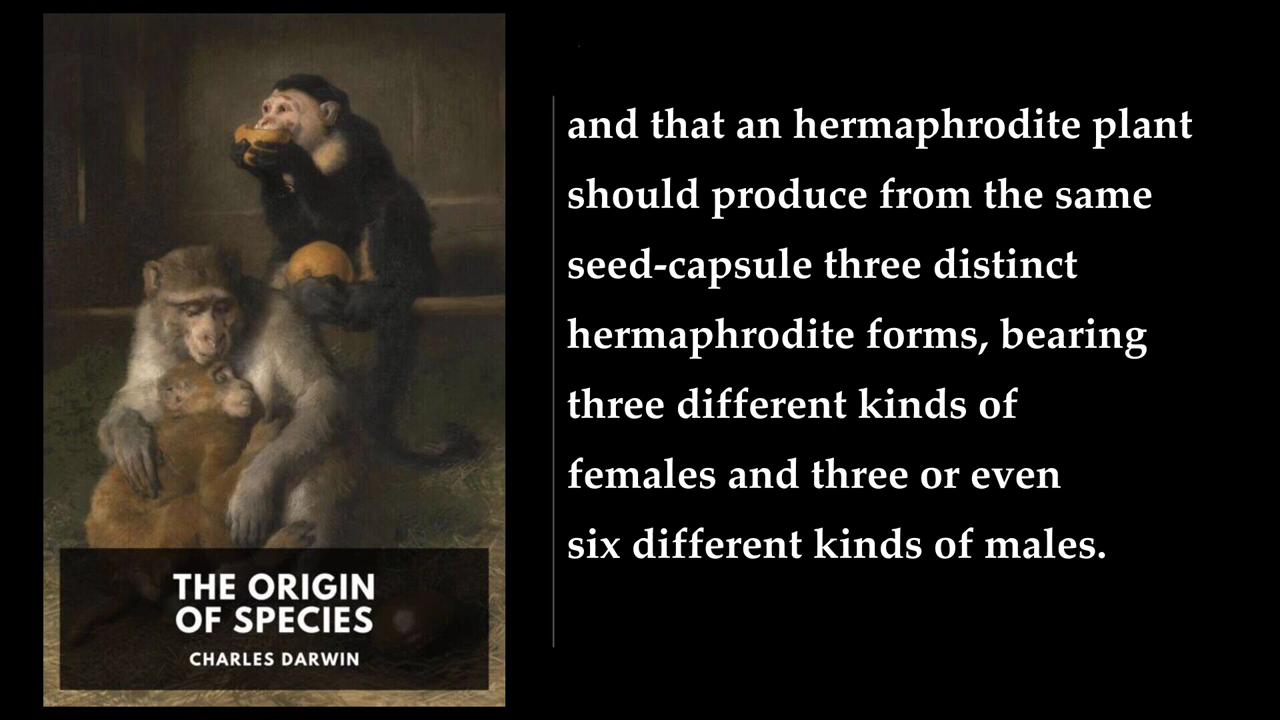 and that an hermaphrodite plant
should produce from the same
seed-capsule three distinct
hermaphrodite forms, bearing
three different kinds of
females and three or even
six different kinds of males.
THE ORIGIN
OF SPECIES
CHARLES DARWIN